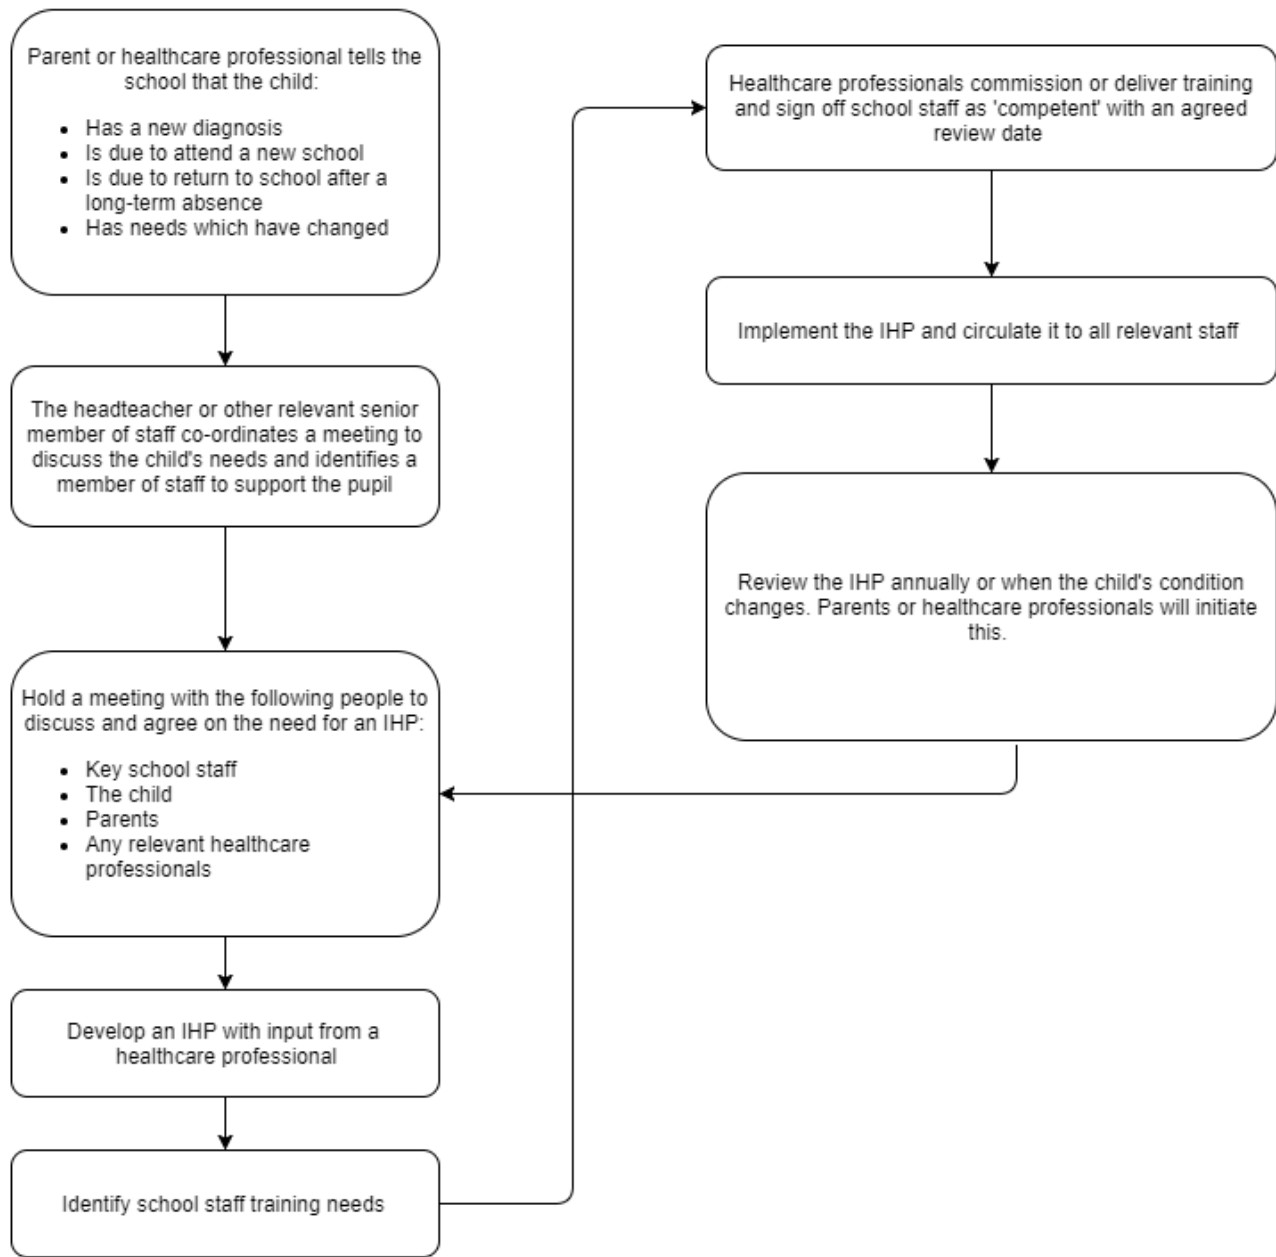 Parent or healthcare professional tells the
school that the child:
• Has a new diagnosis
• Is due to attend a new school
• Is due to return to school after a
long-term absence
• Has needs which have changed
The headteacher or other relevant senior
member of staff co-ordinates a meeting to
discuss the child's needs and identifies a
member of staff to support the pupil
Hold a meeting with the following people to
discuss and agree on the need for an IHP:
• Key school staff
• The child
• Parents
• Any relevant healthcare
professionals
Develop an IHP with input from a
healthcare professional
Identify school staff training needs
Healthcare professionals commission or deliver training
and sign off school staff as 'competent' with an agreed
review date
Implement the IHP and circulate it to all relevant staff
Review the IHP annually or when the child's condition
changes. Parents or healthcare professionals will initiate
this.